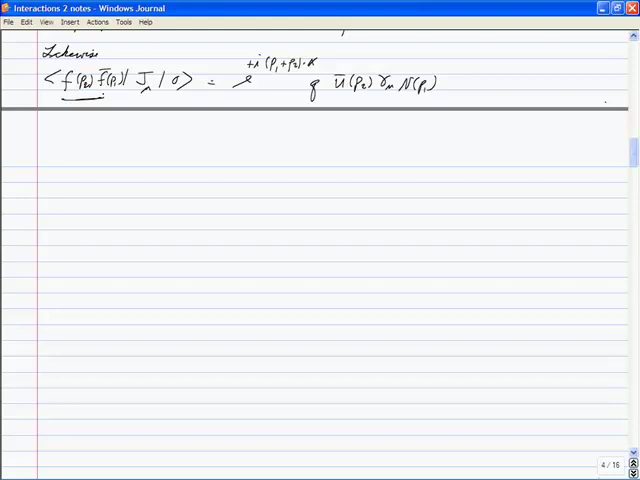 Interactions 2 notes - Windows Journal
File Edit View Insert Actions Tools Help
Likewise
< f(p₂) f̄(p₁) | J_μ | 0 > = e^{+i(p₁+p₂)·x} q ū(p₂) γ_μ v(p₁)
4 / 16